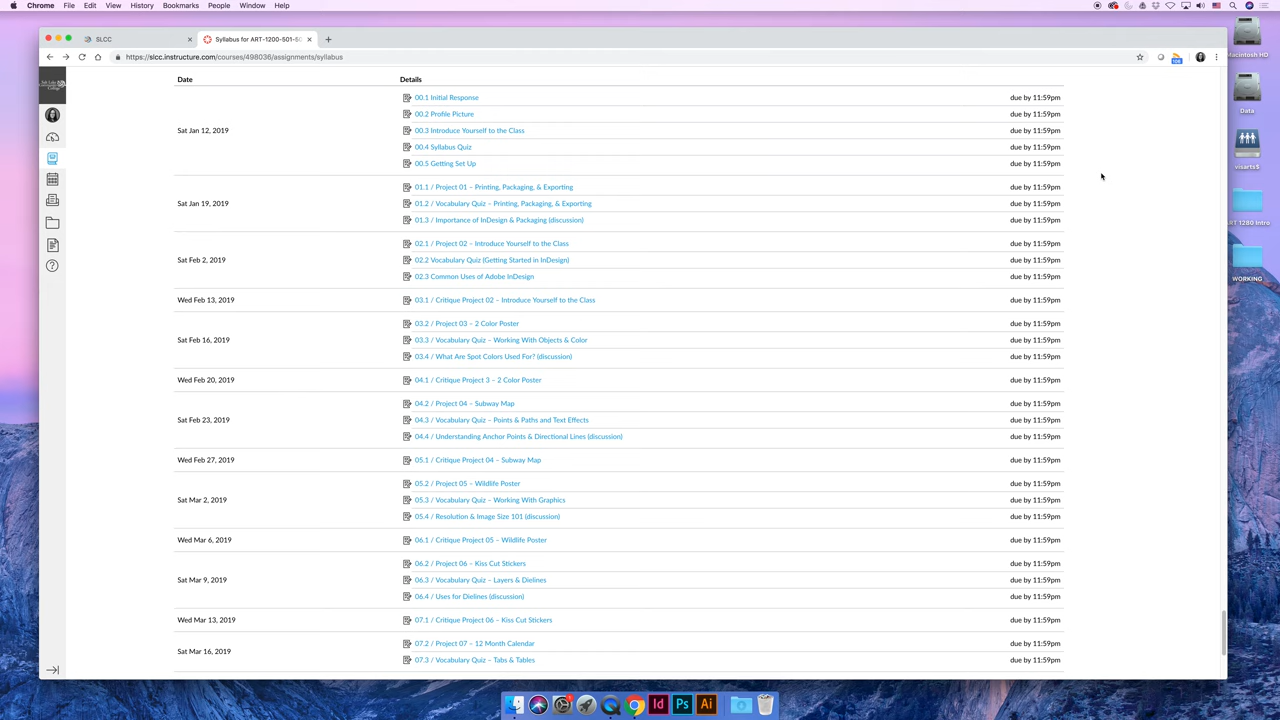 Chrome File Edit View History Bookmarks People Window Help
SLCC
Syllabus for ART-1200-501-SC
https://slcc.instructure.com/courses/498036/assignments/syllabus
Macintosh HD
Data
visarts5
ART 1280 Intro
WORKING
Date Details
Sat Jan 12, 2019
00.1 Initial Response due by 11:59pm
00.2 Profile Picture due by 11:59pm
00.3 Introduce Yourself to the Class due by 11:59pm
00.4 Syllabus Quiz due by 11:59pm
00.5 Getting Set Up due by 11:59pm
Sat Jan 19, 2019
01.1 / Project 01 – Printing, Packaging, & Exporting due by 11:59pm
01.2 / Vocabulary Quiz – Printing, Packaging, & Exporting due by 11:59pm
01.3 / Importance of InDesign & Packaging (discussion) due by 11:59pm
Sat Feb 2, 2019
02.1 / Project 02 – Introduce Yourself to the Class due by 11:59pm
02.2 Vocabulary Quiz (Getting Started in InDesign) due by 11:59pm
02.3 Common Uses of Adobe InDesign due by 11:59pm
Wed Feb 13, 2019
03.1 / Critique Project 02 – Introduce Yourself to the Class due by 11:59pm
Sat Feb 16, 2019
03.2 / Project 03 – 2 Color Poster due by 11:59pm
03.3 / Vocabulary Quiz – Working With Objects & Color due by 11:59pm
03.4 / What Are Spot Colors Used For? (discussion) due by 11:59pm
Wed Feb 20, 2019
04.1 / Critique Project 3 – 2 Color Poster due by 11:59pm
Sat Feb 23, 2019
04.2 / Project 04 – Subway Map due by 11:59pm
04.3 / Vocabulary Quiz – Points & Paths and Text Effects due by 11:59pm
04.4 / Understanding Anchor Points & Directional Lines (discussion) due by 11:59pm
Wed Feb 27, 2019
05.1 / Critique Project 04 – Subway Map due by 11:59pm
Sat Mar 2, 2019
05.2 / Project 05 – Wildlife Poster due by 11:59pm
05.3 / Vocabulary Quiz – Working With Graphics due by 11:59pm
05.4 / Resolution & Image Size 101 (discussion) due by 11:59pm
Wed Mar 6, 2019
06.1 / Critique Project 05 – Wildlife Poster due by 11:59pm
Sat Mar 9, 2019
06.2 / Project 06 – Kiss Cut Stickers due by 11:59pm
06.3 / Vocabulary Quiz – Layers & Dielines due by 11:59pm
06.4 / Uses for Dielines (discussion) due by 11:59pm
Wed Mar 13, 2019
07.1 / Critique Project 06 – Kiss Cut Stickers due by 11:59pm
Sat Mar 16, 2019
07.2 / Project 07 – 12 Month Calendar due by 11:59pm
07.3 / Vocabulary Quiz – Tabs & Tables due by 11:59pm
Id Ps Ai